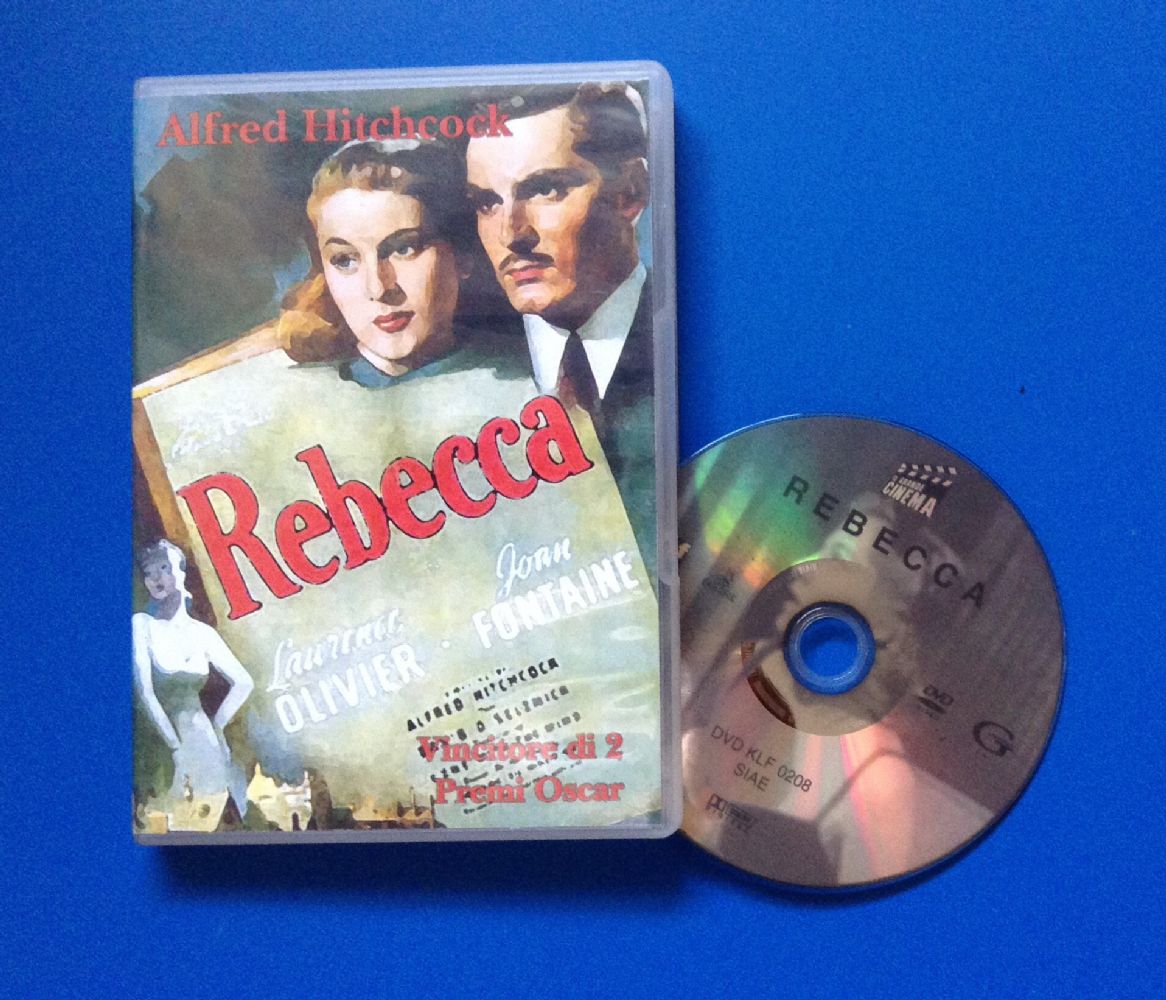 Alfred Hitchcock
Rebecca
Laurence
OLIVIER
·
Joan
FONTAINE
ALFRED HITCHCOCK
Vincitore di 2
Premi Oscar
GRANDE
CINEMA
REBECCA
DVD
DVD KLF 0208
SIAE
G